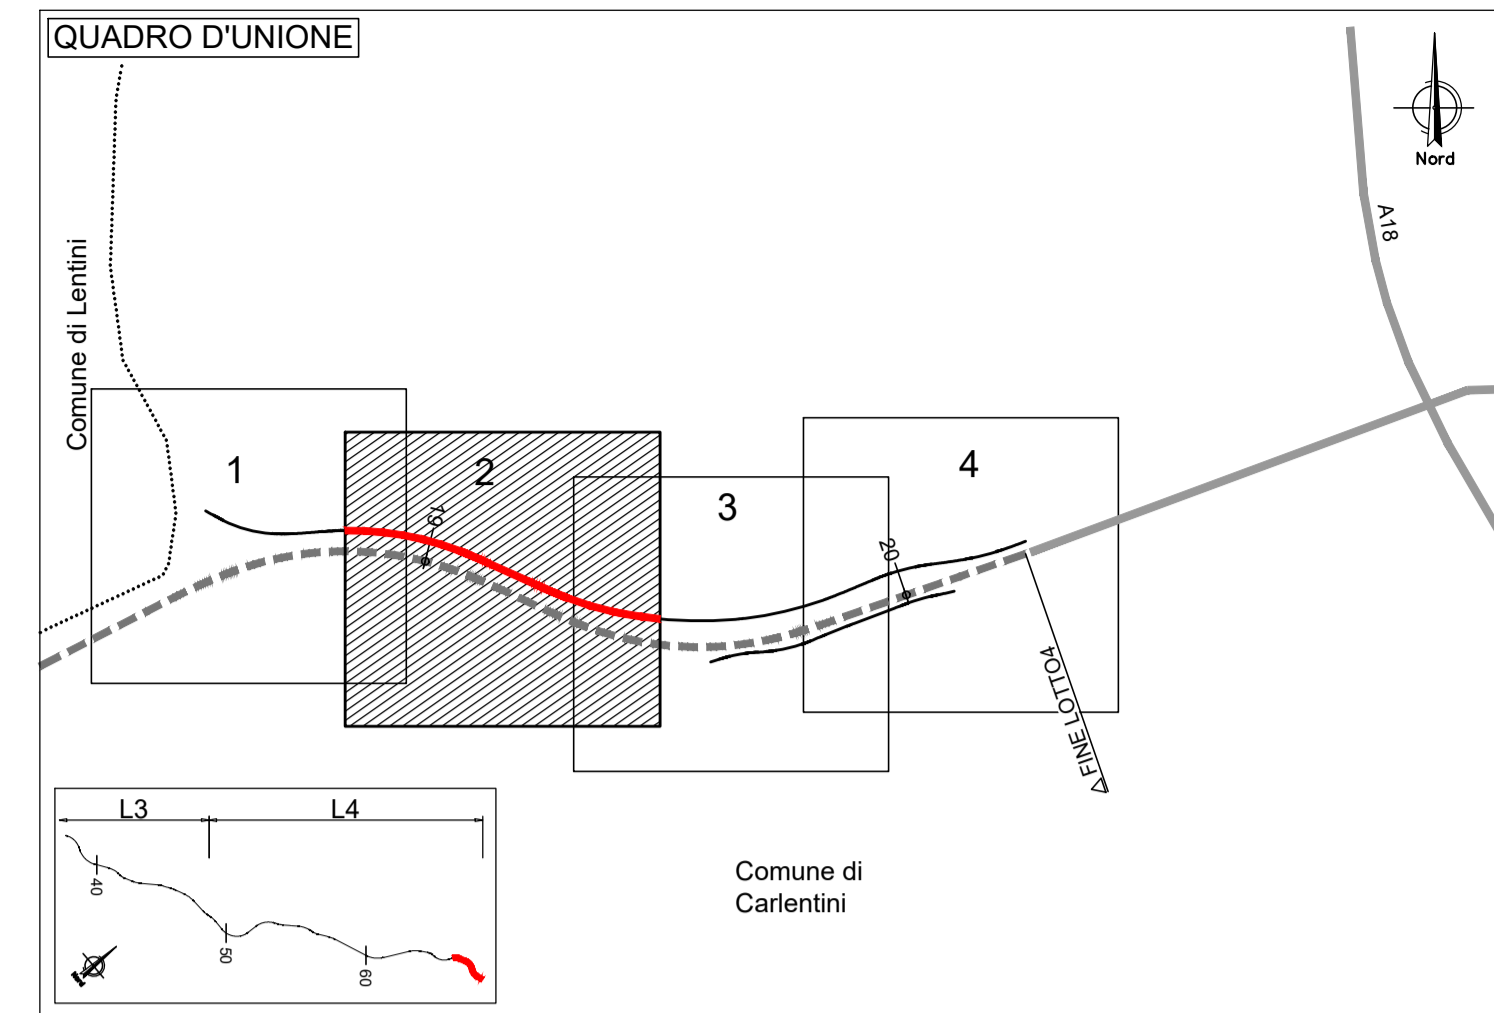 QUADRO D'UNIONE
Nord
A18
Comune di Lentini
1
2
3
4
19
20
FINE LOTTO4
L3
L4
40
50
60
Comune di
Carlentini